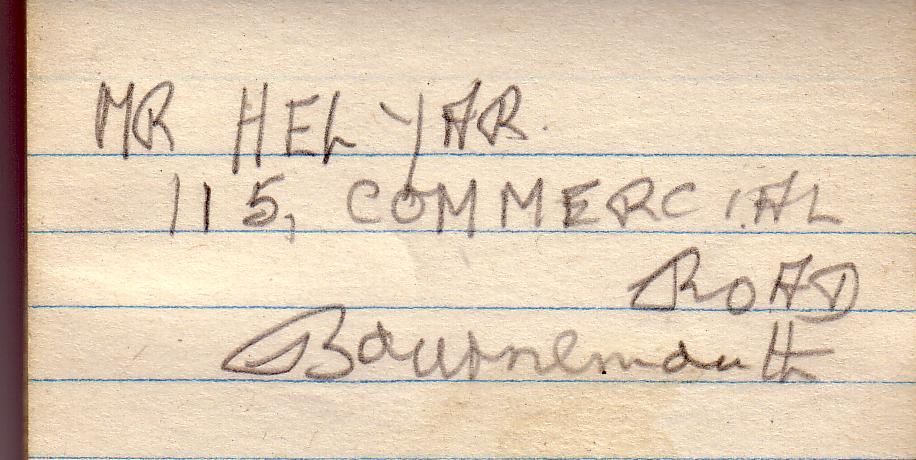 MR HELYAR.
115, COMMERCIAL
ROAD
Bournemouth